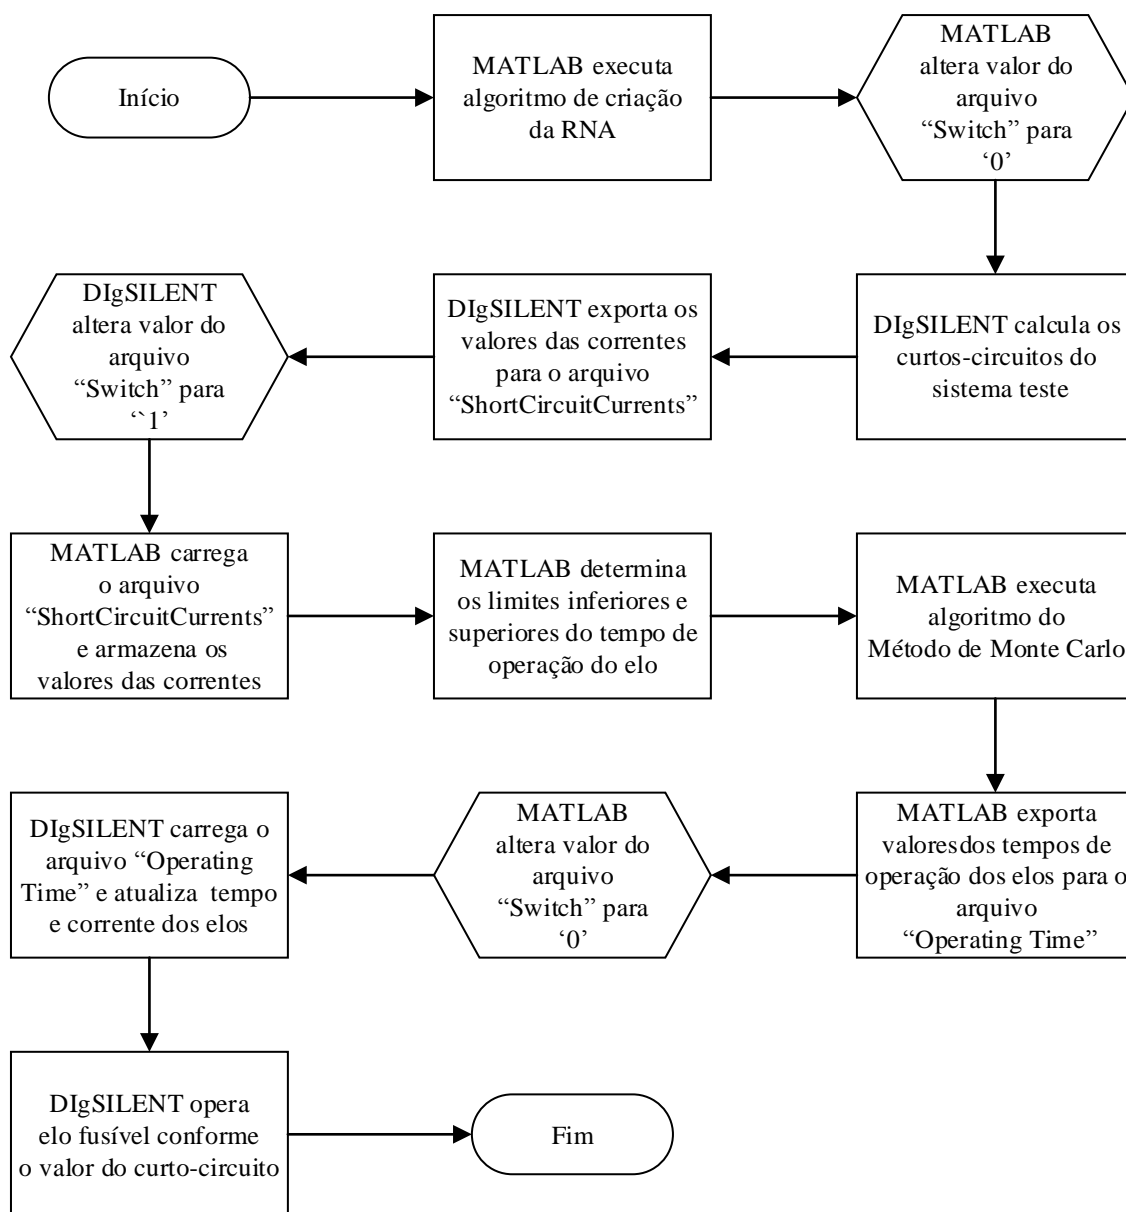 Início
MATLAB executa
algoritmo de criação
da RNA
MATLAB
altera valor do
arquivo
“Switch” para
‘0’
DIgSILENT calcula os
curtos-circuitos do
sistema teste
DIgSILENT exporta os
valores das correntes
para o arquivo
“ShortCircuitCurrents”
DIgSILENT
altera valor do
arquivo
“Switch” para
‘`1’
MATLAB carrega
o arquivo
“ShortCircuitCurrents”
e armazena os
valores das correntes
MATLAB determina
os limites inferiores e
superiores do tempo de
operação do elo
MATLAB executa
algoritmo do
Método de Monte Carlo
MATLAB exporta
valoresdos tempos de
operação dos elos para o
arquivo
“Operating Time”
MATLAB
altera valor do
arquivo
“Switch” para
‘0’
DIgSILENT carrega o
arquivo “Operating
Time” e atualiza tempo
e corrente dos elos
DIgSILENT opera
elo fusível conforme
o valor do curto-circuito
Fim